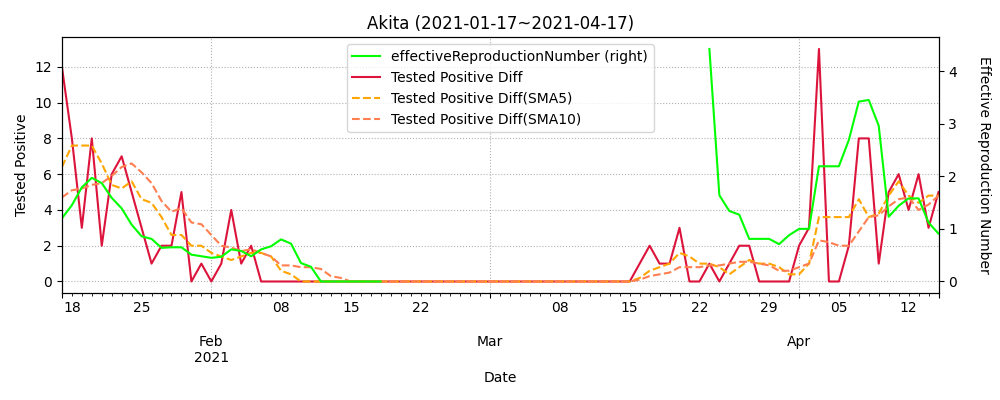 Akita (2021-01-17~2021-04-17)
effectiveReproductionNumber (right)
Tested Positive Diff
Tested Positive Diff(SMA5)
Tested Positive Diff(SMA10)
Tested Positive
12
10
8
6
4
2
0
Effective Reproduction Number
4
3
2
1
0
18 25 08 15 22 08 15 22 29 05 12
Feb Mar Apr
2021
Date